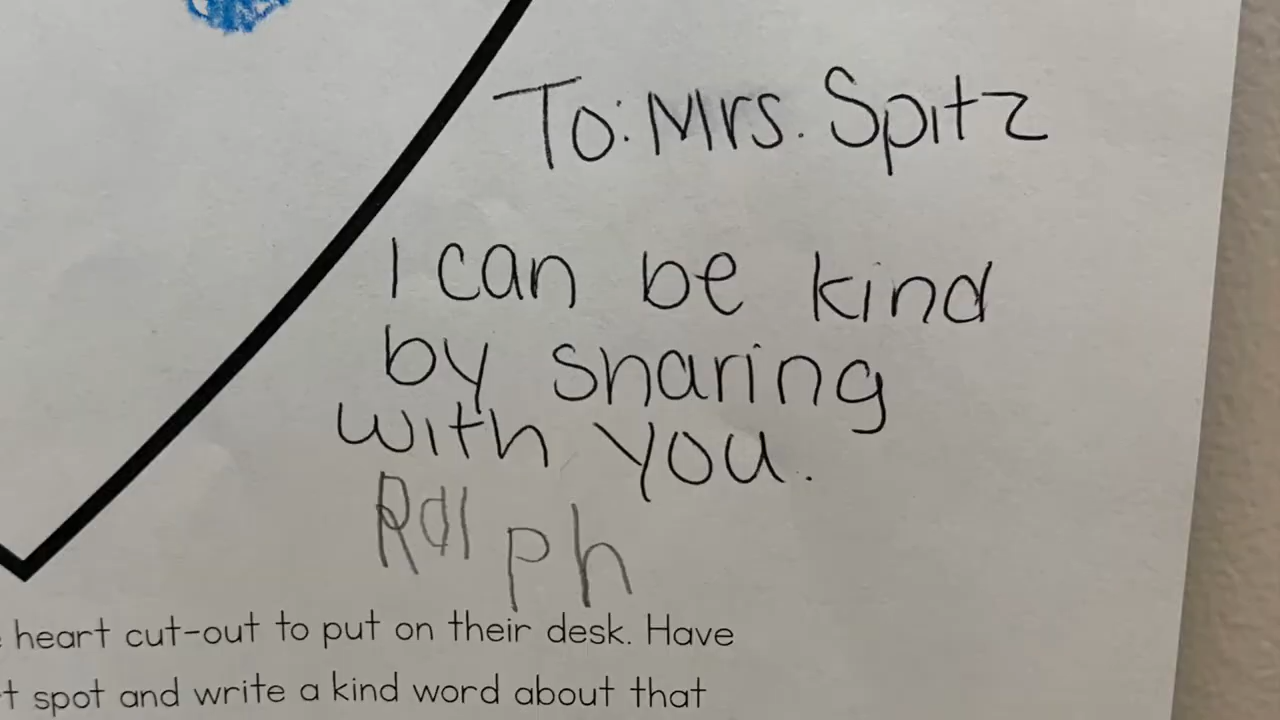 To: Mrs. Spitz
I can be kind
by sharing
with you.
Ralph
heart cut-out to put on their desk. Have
spot and write a kind word about that